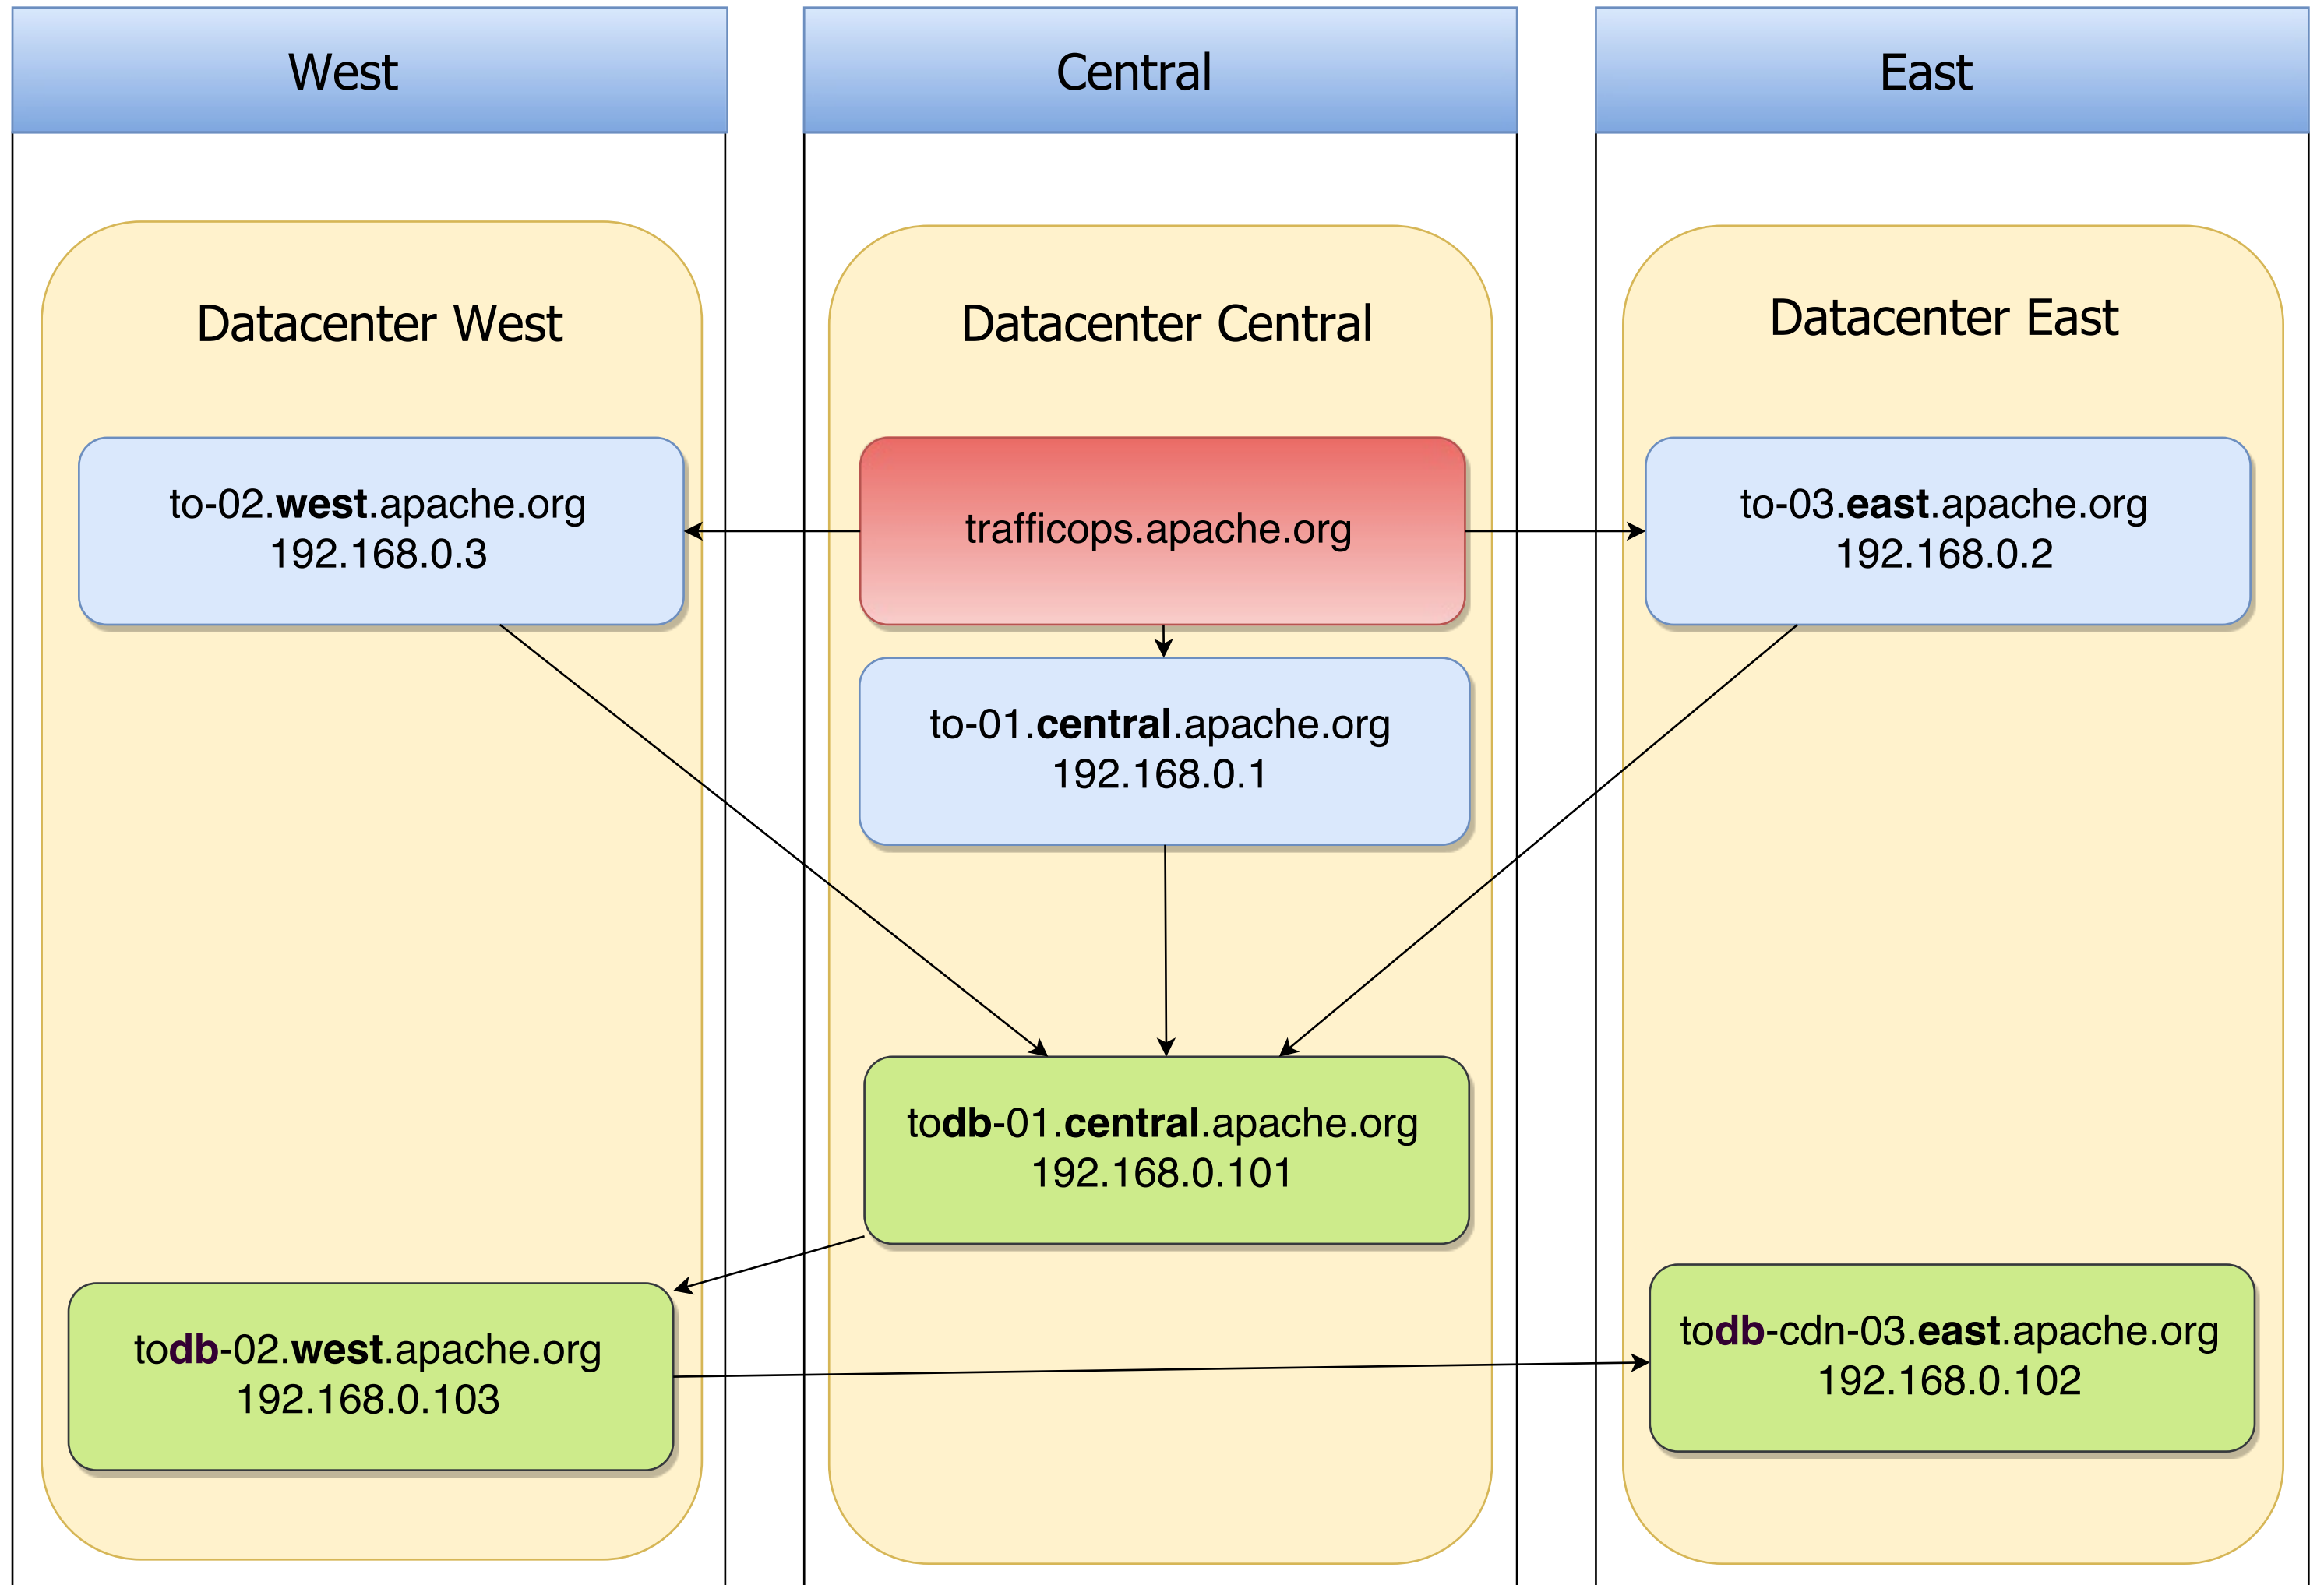 West
Central
East
Datacenter West
Datacenter Central
Datacenter East
to-02.west.apache.org
192.168.0.3
trafficops.apache.org
to-03.east.apache.org
192.168.0.2
to-01.central.apache.org
192.168.0.1
todb-01.central.apache.org
192.168.0.101
todb-02.west.apache.org
192.168.0.103
todb-cdn-03.east.apache.org
192.168.0.102